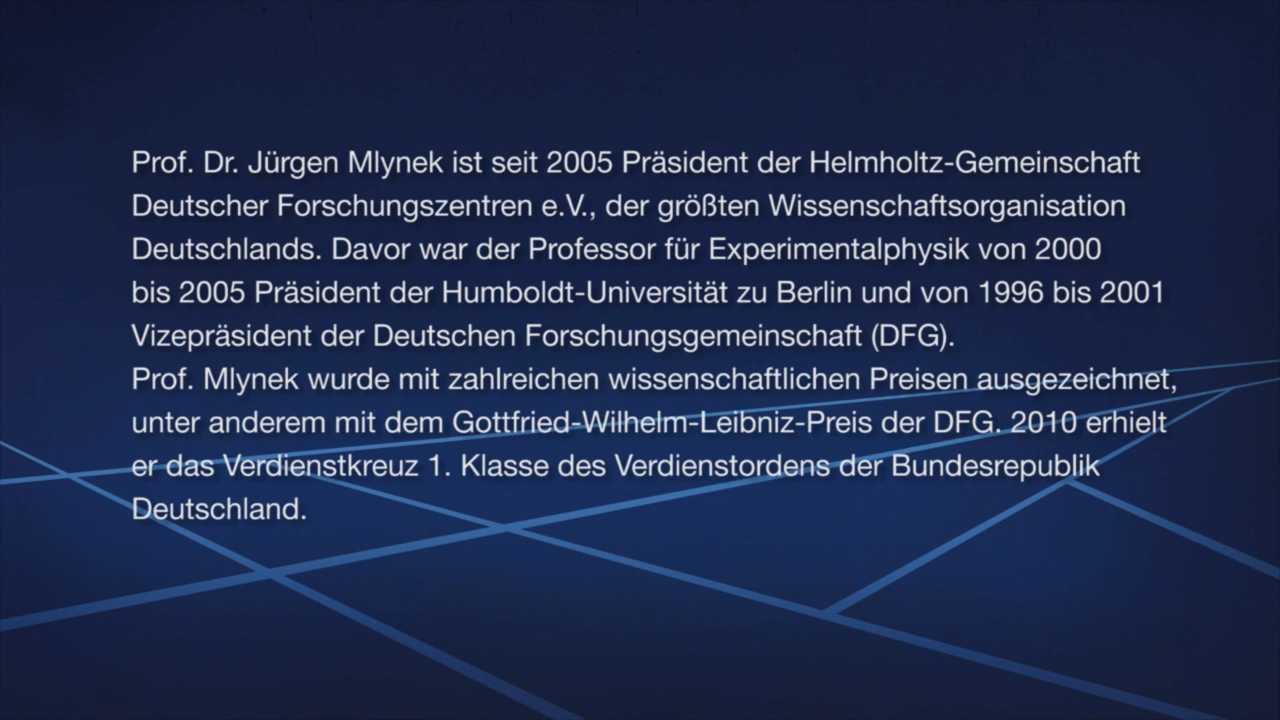 Prof. Dr. Jürgen Mlynek ist seit 2005 Präsident der Helmholtz-Gemeinschaft
Deutscher Forschungszentren e.V., der größten Wissenschaftsorganisation
Deutschlands. Davor war der Professor für Experimentalphysik von 2000
bis 2005 Präsident der Humboldt-Universität zu Berlin und von 1996 bis 2001
Vizepräsident der Deutschen Forschungsgemeinschaft (DFG).
Prof. Mlynek wurde mit zahlreichen wissenschaftlichen Preisen ausgezeichnet,
unter anderem mit dem Gottfried-Wilhelm-Leibniz-Preis der DFG. 2010 erhielt
er das Verdienstkreuz 1. Klasse des Verdienstordens der Bundesrepublik
Deutschland.